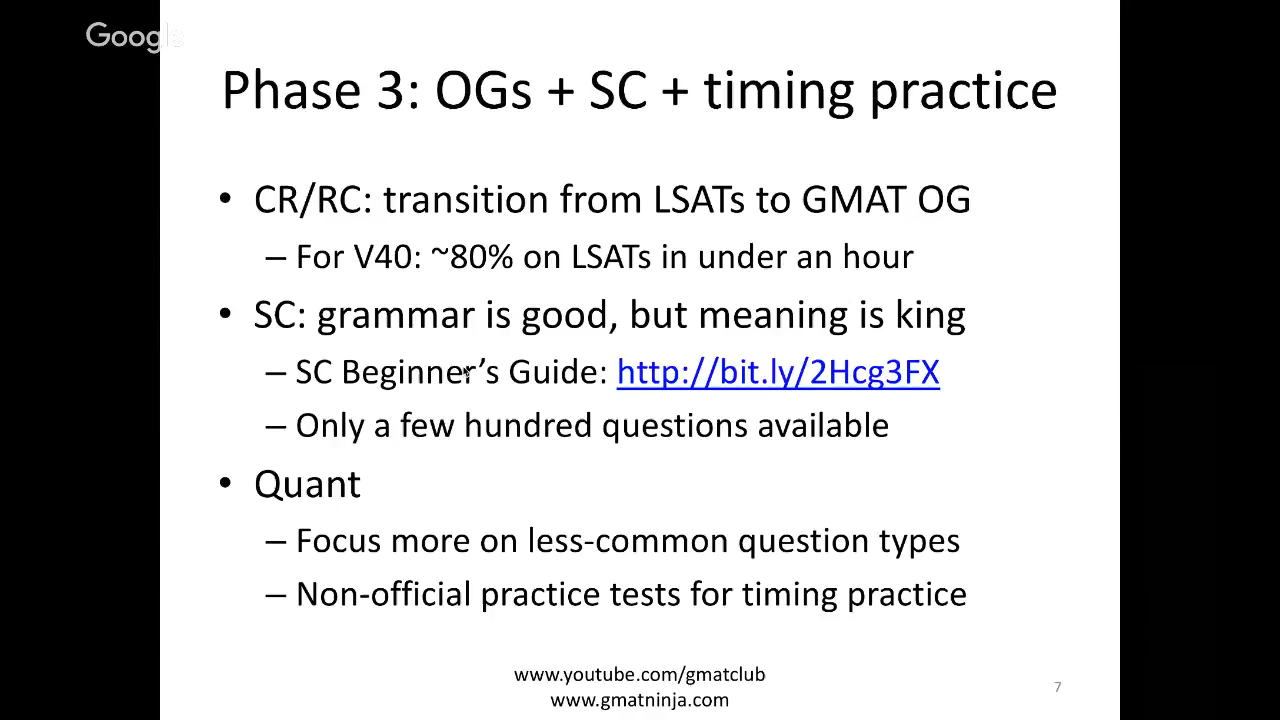 Google
Phase 3: OGs + SC + timing practice
• CR/RC: transition from LSATs to GMAT OG
– For V40: ~80% on LSATs in under an hour
• SC: grammar is good, but meaning is king
– SC Beginner’s Guide: http://bit.ly/2Hcg3FX
– Only a few hundred questions available
• Quant
– Focus more on less-common question types
– Non-official practice tests for timing practice
www.youtube.com/gmatclub
www.gmatninja.com
7